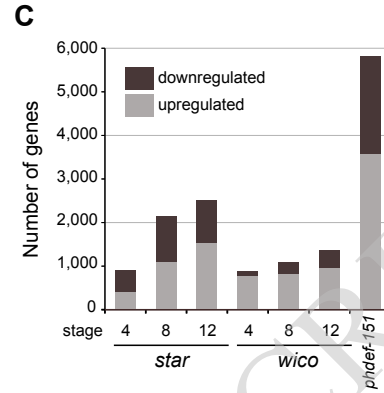 C
Number of genes
6,000
5,000
4,000
3,000
2,000
1,000
0
downregulated
upregulated
stage 4 8 12 4 8 12
star wico phdef-151